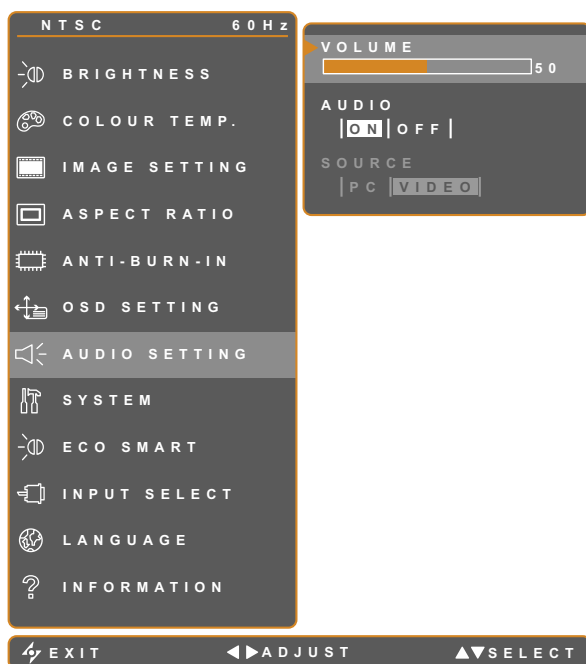 NTSC 60Hz
BRIGHTNESS
COLOUR TEMP.
IMAGE SETTING
ASPECT RATIO
ANTI-BURN-IN
OSD SETTING
AUDIO SETTING
SYSTEM
ECO SMART
INPUT SELECT
LANGUAGE
INFORMATION
VOLUME
50
AUDIO
ON OFF
SOURCE
PC VIDEO
EXIT ADJUST SELECT